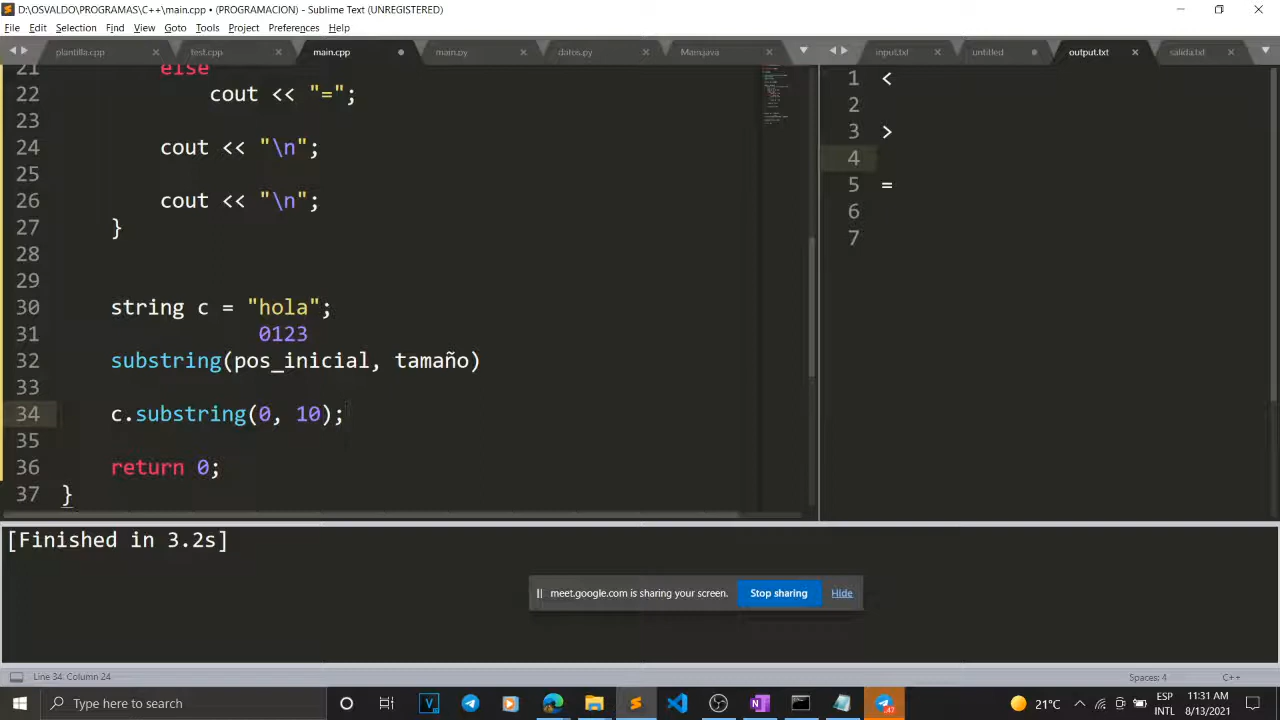 D:\OSVALDO\PROGRAMAS\C++\main.cpp • (PROGRAMACION) - Sublime Text (UNREGISTERED)
File Edit Selection Find View Goto Tools Project Preferences Help
plantilla.cpp test.cpp main.cpp main.py datos.py Main.java input.txt untitled output.txt salida.txt
21 else
22 cout << "=";
23
24 cout << "\n";
25
26 cout << "\n";
27 }
28
29
30 string c = "hola";
31 0123
32 substring(pos_inicial, tamaño)
33
34 c.substring(0, 10);
35
36 return 0;
37 }
1 <
2
3 >
4
5 =
6
7
[Finished in 3.2s]
meet.google.com is sharing your screen. Stop sharing Hide
Line 34: Column 24 Spaces: 4 C++
Type here to search
21°C
ESP
INTL
11:31 AM
8/13/2021